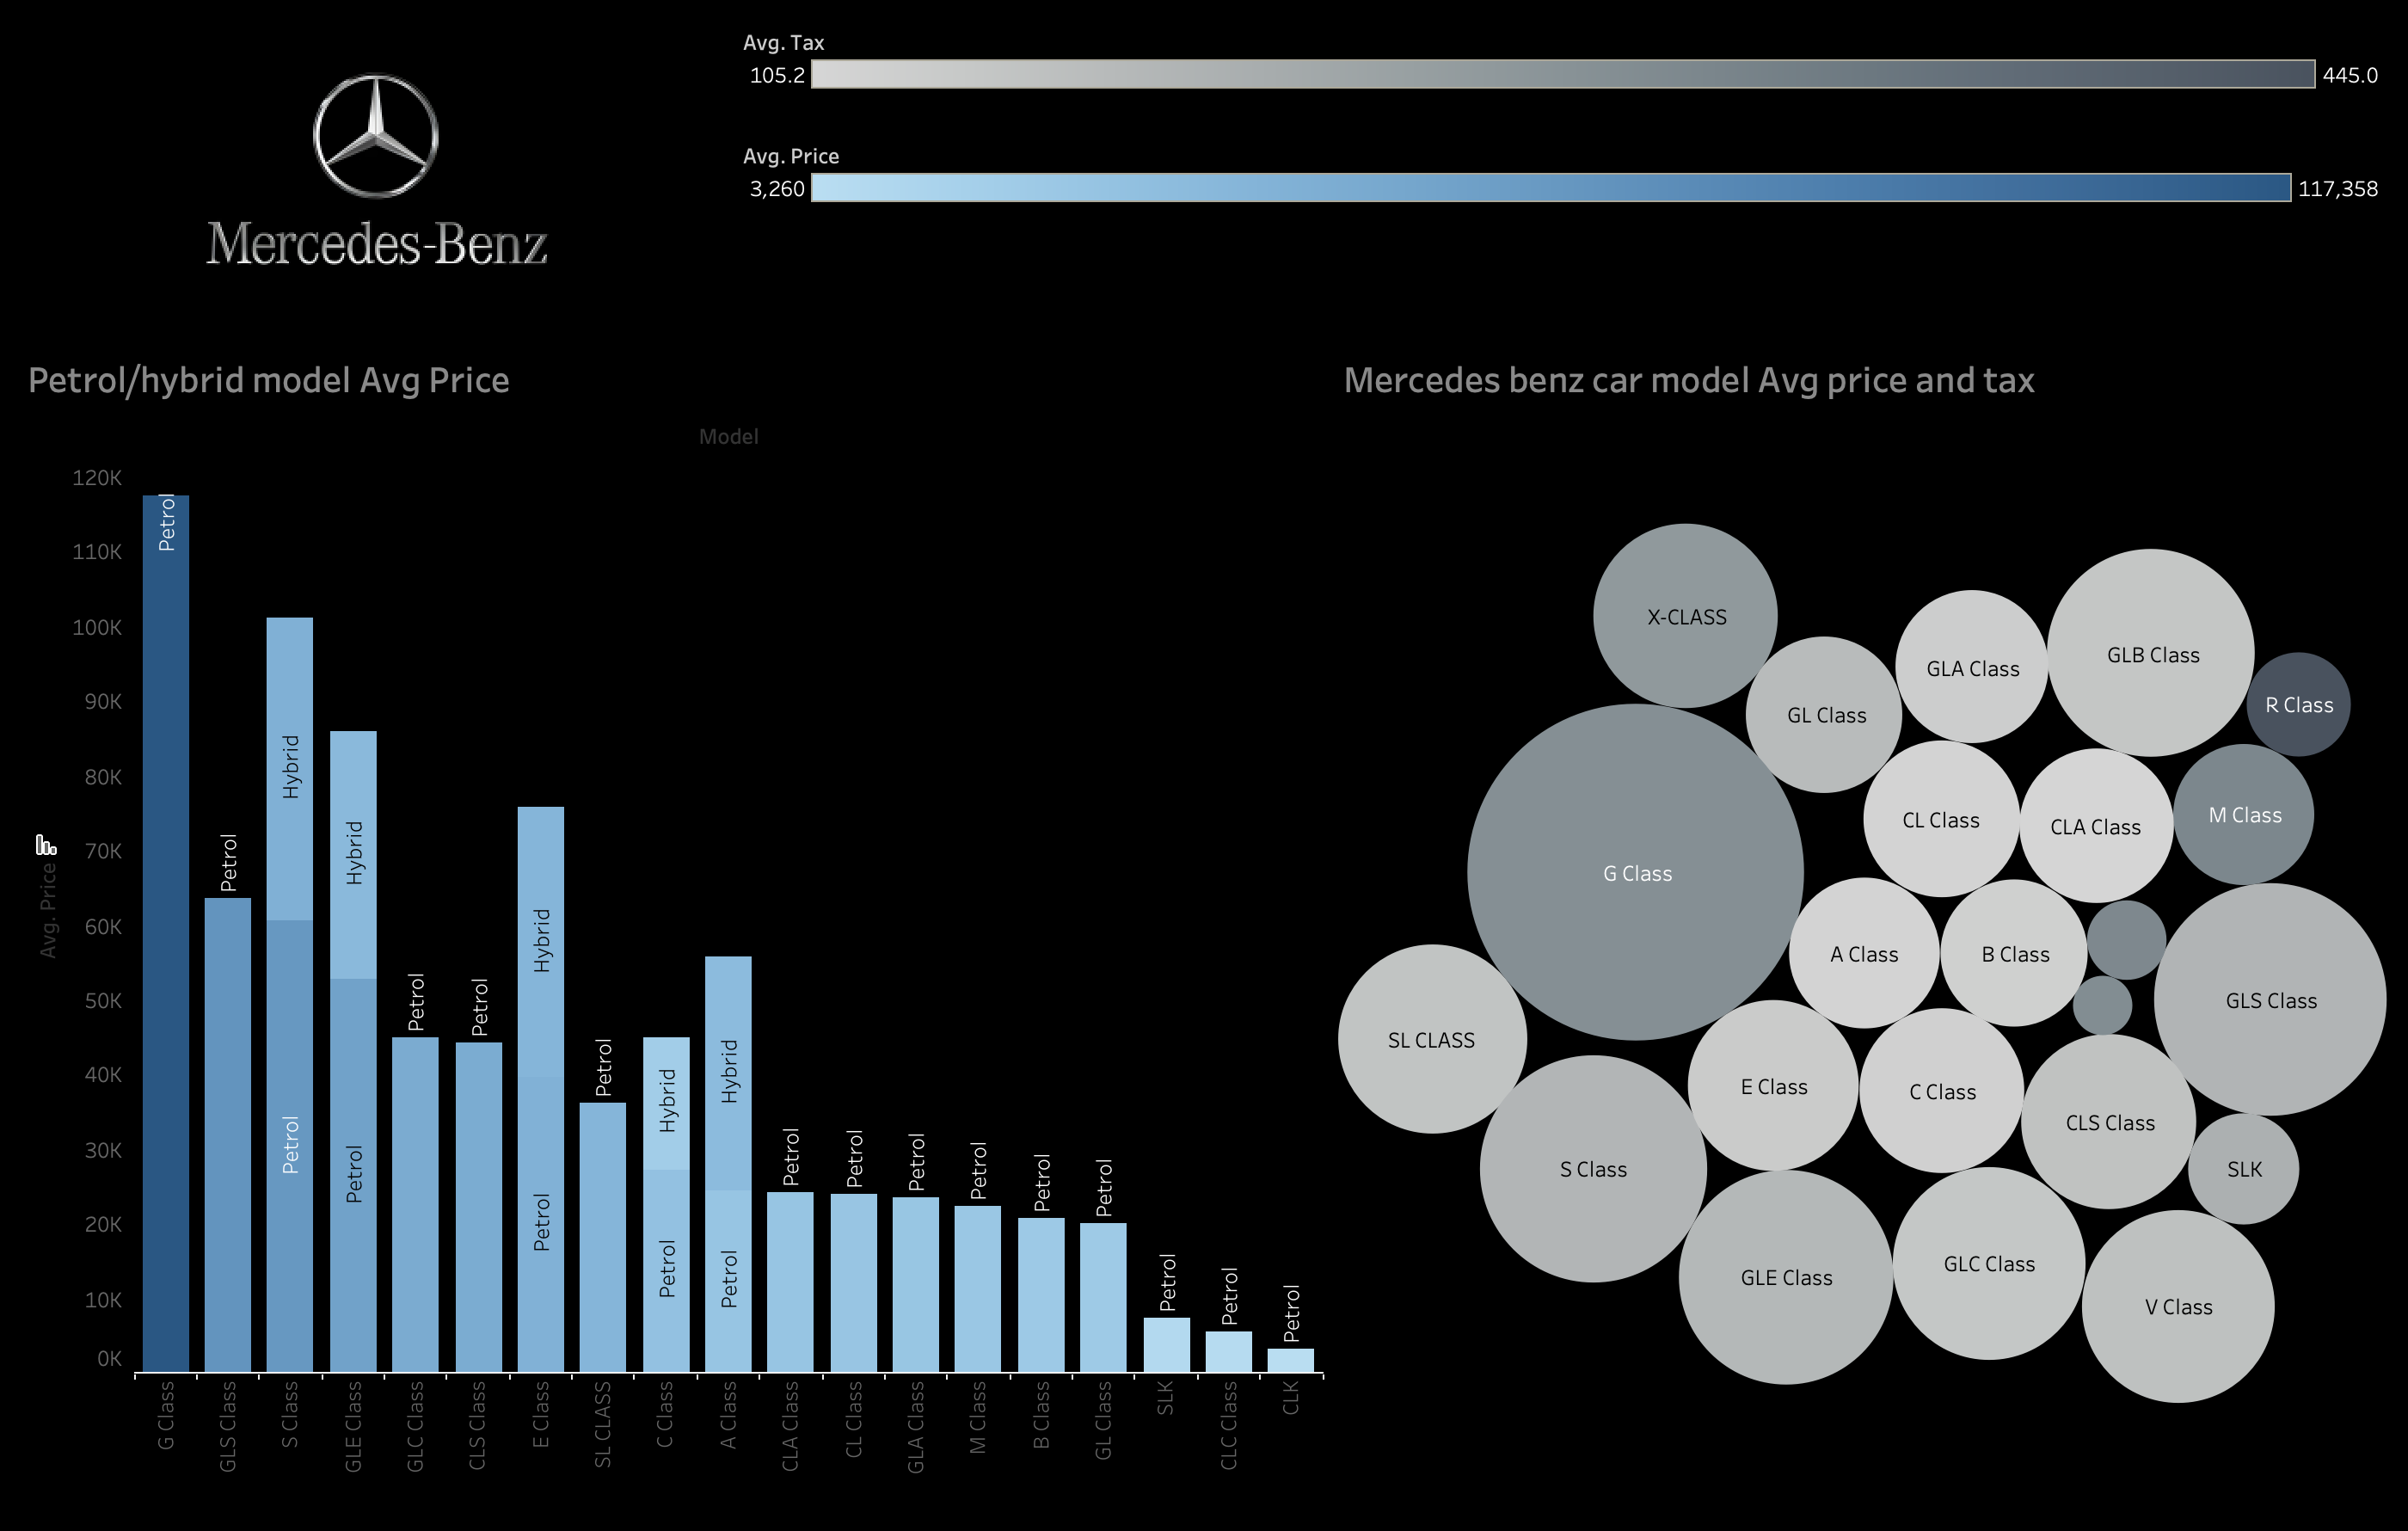 Avg. Tax
105.2 445.0
Avg. Price
3,260 117,358
Mercedes-Benz
Petrol/hybrid model Avg Price
Model
Avg. Price
120K
110K
100K
90K
80K
70K
60K
50K
40K
30K
20K
10K
0K
Petrol
Petrol
Hybrid
Petrol
Hybrid
Petrol
Petrol
Petrol
Hybrid
Petrol
Petrol
Hybrid
Petrol
Hybrid
Petrol
Petrol
Petrol
Petrol
Petrol
Petrol
Petrol
Petrol
Petrol
Petrol
G Class
GLS Class
S Class
GLE Class
GLC Class
CLS Class
E Class
SL CLASS
C Class
A Class
CLA Class
CL Class
GLA Class
M Class
B Class
GL Class
SLK
CLC Class
CLK
Mercedes benz car model Avg price and tax
X-CLASS
GLB Class
GLA Class
R Class
GL Class
M Class
CL Class
CLA Class
G Class
A Class
B Class
GLS Class
SL CLASS
E Class
C Class
CLS Class
S Class
SLK
GLC Class
GLE Class
V Class